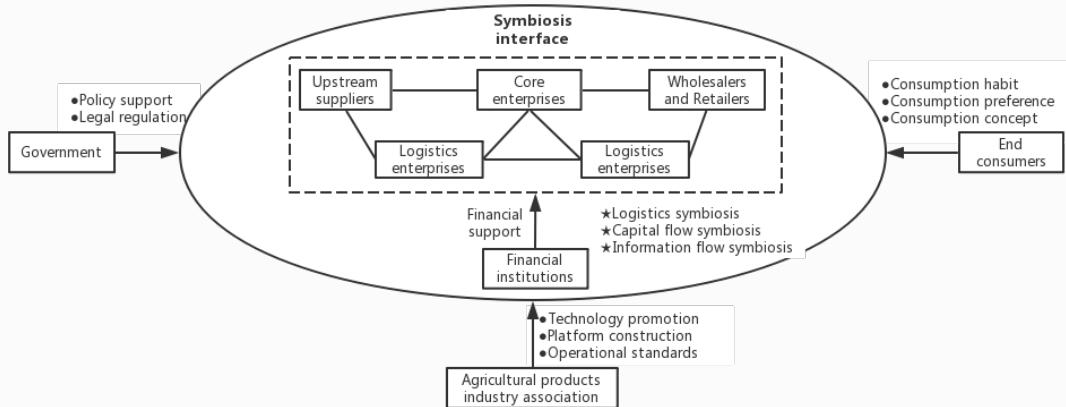 Symbiosis
interface
Upstream
suppliers
Core
enterprises
Wholesalers
and Retailers
Logistics
enterprises
Logistics
enterprises
●Policy support
●Legal regulation
Government
●Consumption habit
●Consumption preference
●Consumption concept
End
consumers
Financial
support
★Logistics symbiosis
★Capital flow symbiosis
★Information flow symbiosis
Financial
institutions
●Technology promotion
●Platform construction
●Operational standards
Agricultural products
industry association